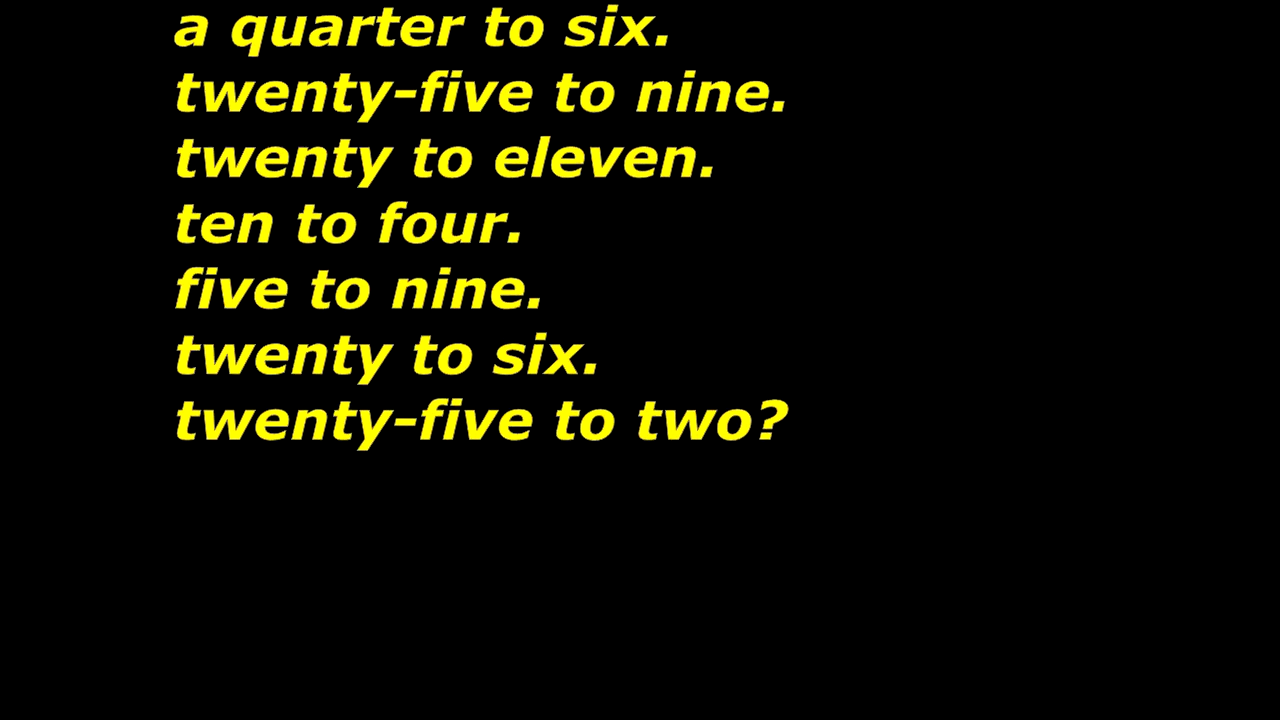 a quarter to six.
twenty-five to nine.
twenty to eleven.
ten to four.
five to nine.
twenty to six.
twenty-five to two?